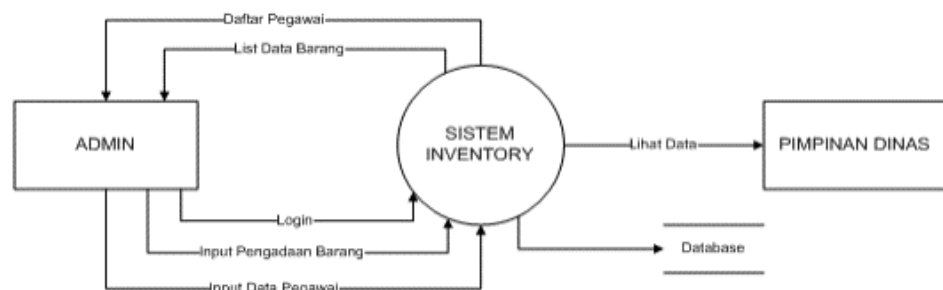 Daftar Pegawai
List Data Barang
ADMIN
SISTEM
INVENTORY
Lihat Data
PIMPINAN DINAS
Login
Database
Input Pengadaan Barang
Input Data Pegawai